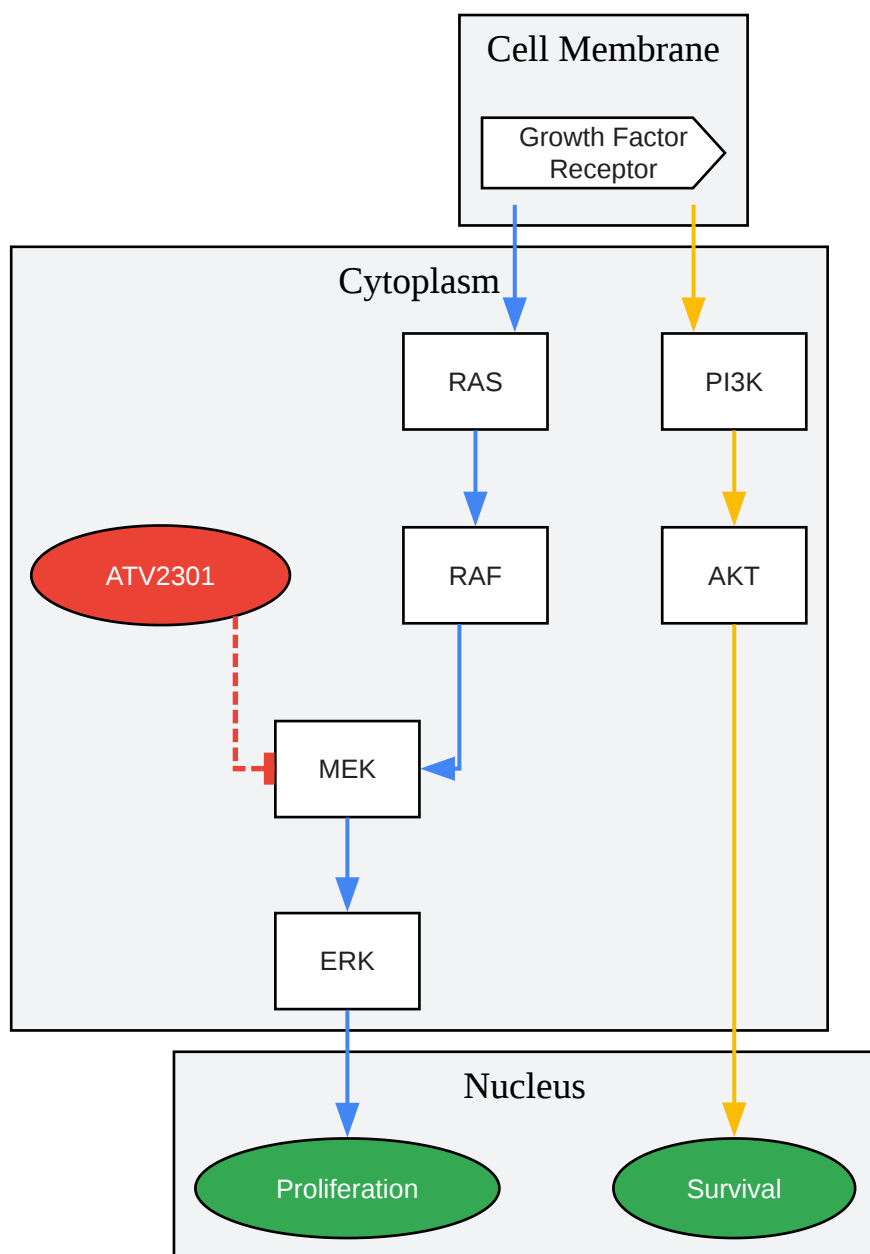 Cell Membrane
Growth Factor
Receptor
Cytoplasm
RAS
PI3K
ATV2301
RAF
AKT
MEK
ERK
Nucleus
Proliferation
Survival